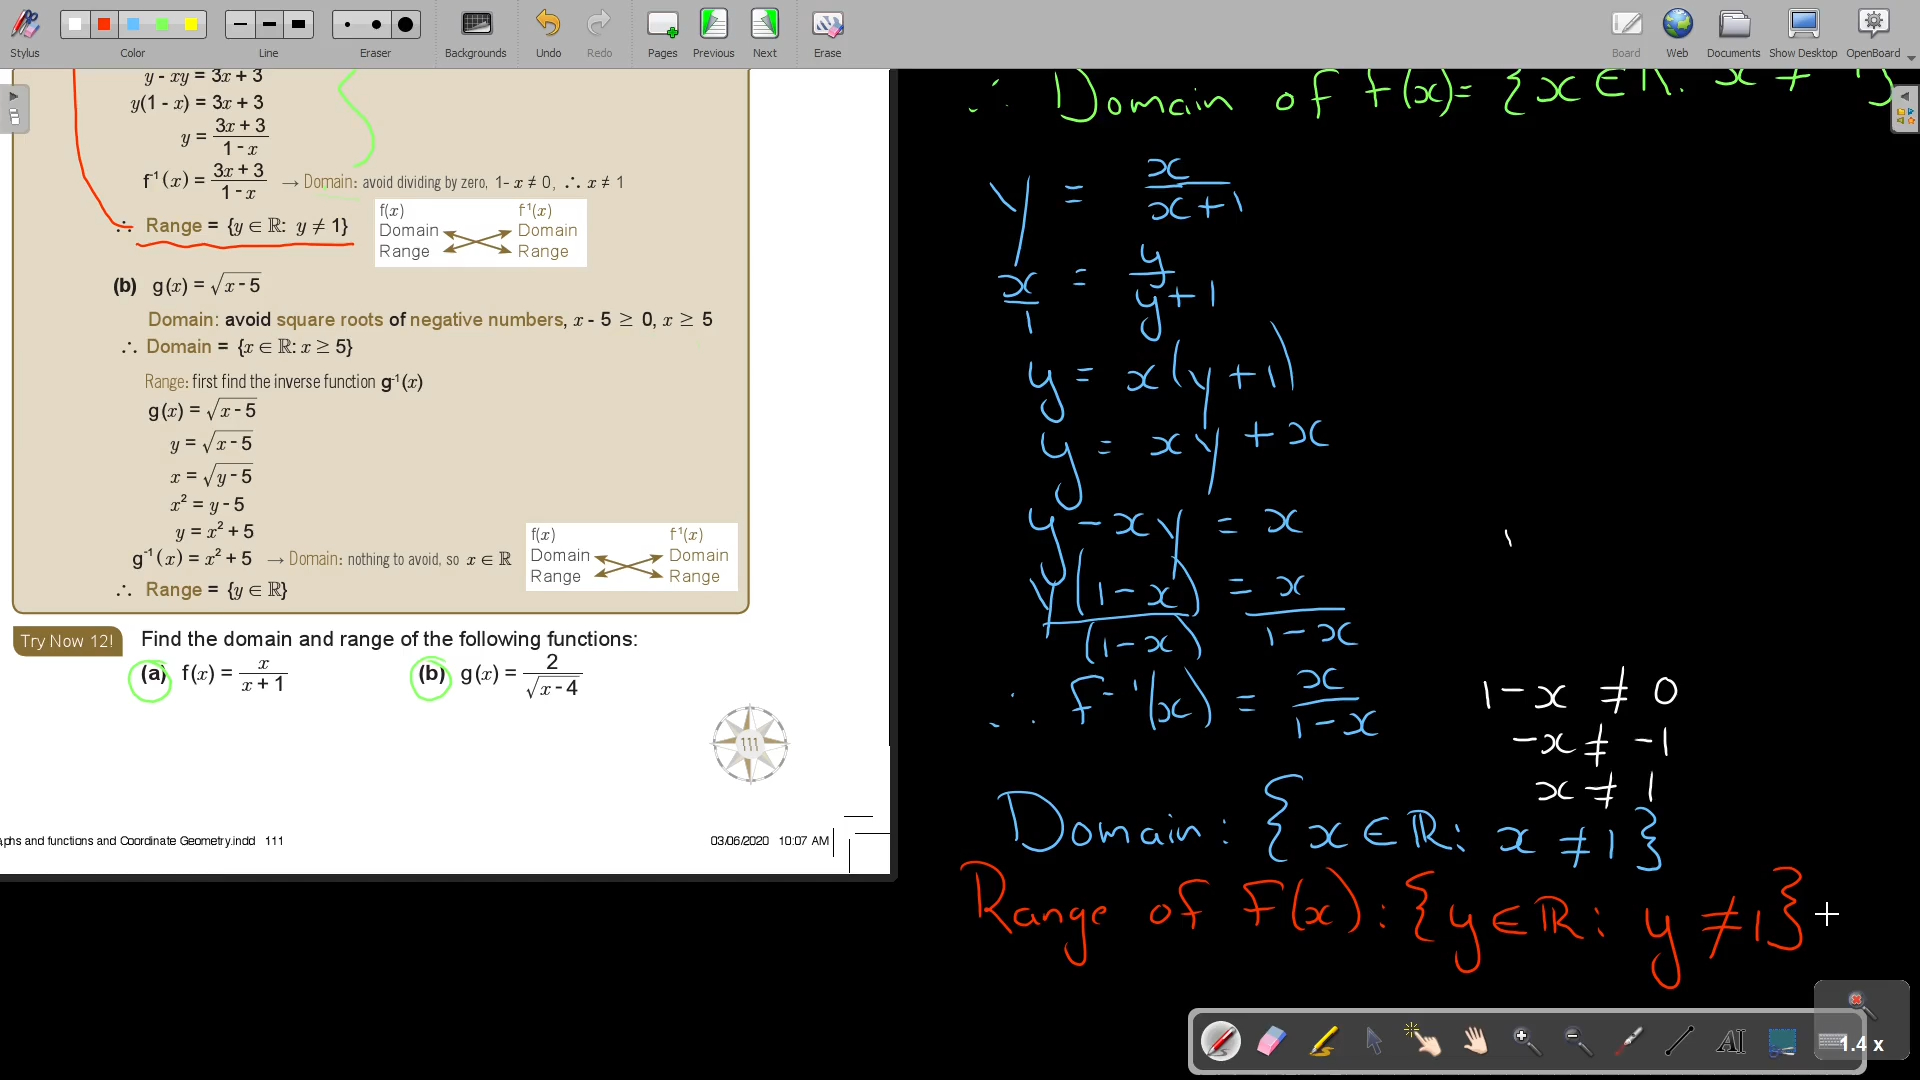 Stylus Color Line Eraser Backgrounds Undo Redo Pages Previous Next Erase Board Web Documents Show Desktop OpenBoard
y - xy = 3x + 3
y(1 - x) = 3x + 3
y = (3x + 3)/(1 - x)
f⁻¹(x) = (3x + 3)/(1 - x) → Domain: avoid dividing by zero, 1- x ≠ 0, ∴ x ≠ 1
∴ Range = {y ∈ ℝ: y ≠ 1}
f(x) f⁻¹(x)
Domain Domain
Range Range
(b) g(x) = √(x - 5)
Domain: avoid square roots of negative numbers, x - 5 ≥ 0, x ≥ 5
∴ Domain = {x ∈ ℝ: x ≥ 5}
Range: first find the inverse function g⁻¹(x)
g(x) = √(x - 5)
y = √(x - 5)
x = √(y - 5)
x² = y - 5
y = x² + 5
g⁻¹(x) = x² + 5 → Domain: nothing to avoid, so x ∈ ℝ
∴ Range = {y ∈ ℝ}
f(x) f⁻¹(x)
Domain Domain
Range Range
Try Now 12! Find the domain and range of the following functions:
(a) f(x) = x/(x + 1) (b) g(x) = 2/√(x - 4)
111
phs and functions and Coordinate Geometry.indd 111 03/06/2020 10:07 AM
∴ Domain of f(x) = {x ∈ ℝ: x ≠
y = x/(x + 1)
x/1 = y/(y + 1)
y = x(y + 1)
y = xy + x
y - xy = x
y(1 - x)/(1 - x) = x/(1 - x)
∴ f⁻¹(x) = x/(1 - x)
1 - x ≠ 0
-x ≠ -1
x ≠ 1
Domain: {x ∈ ℝ: x ≠ 1}
Range of f(x): {y ∈ ℝ: y ≠ 1}
1.4 x